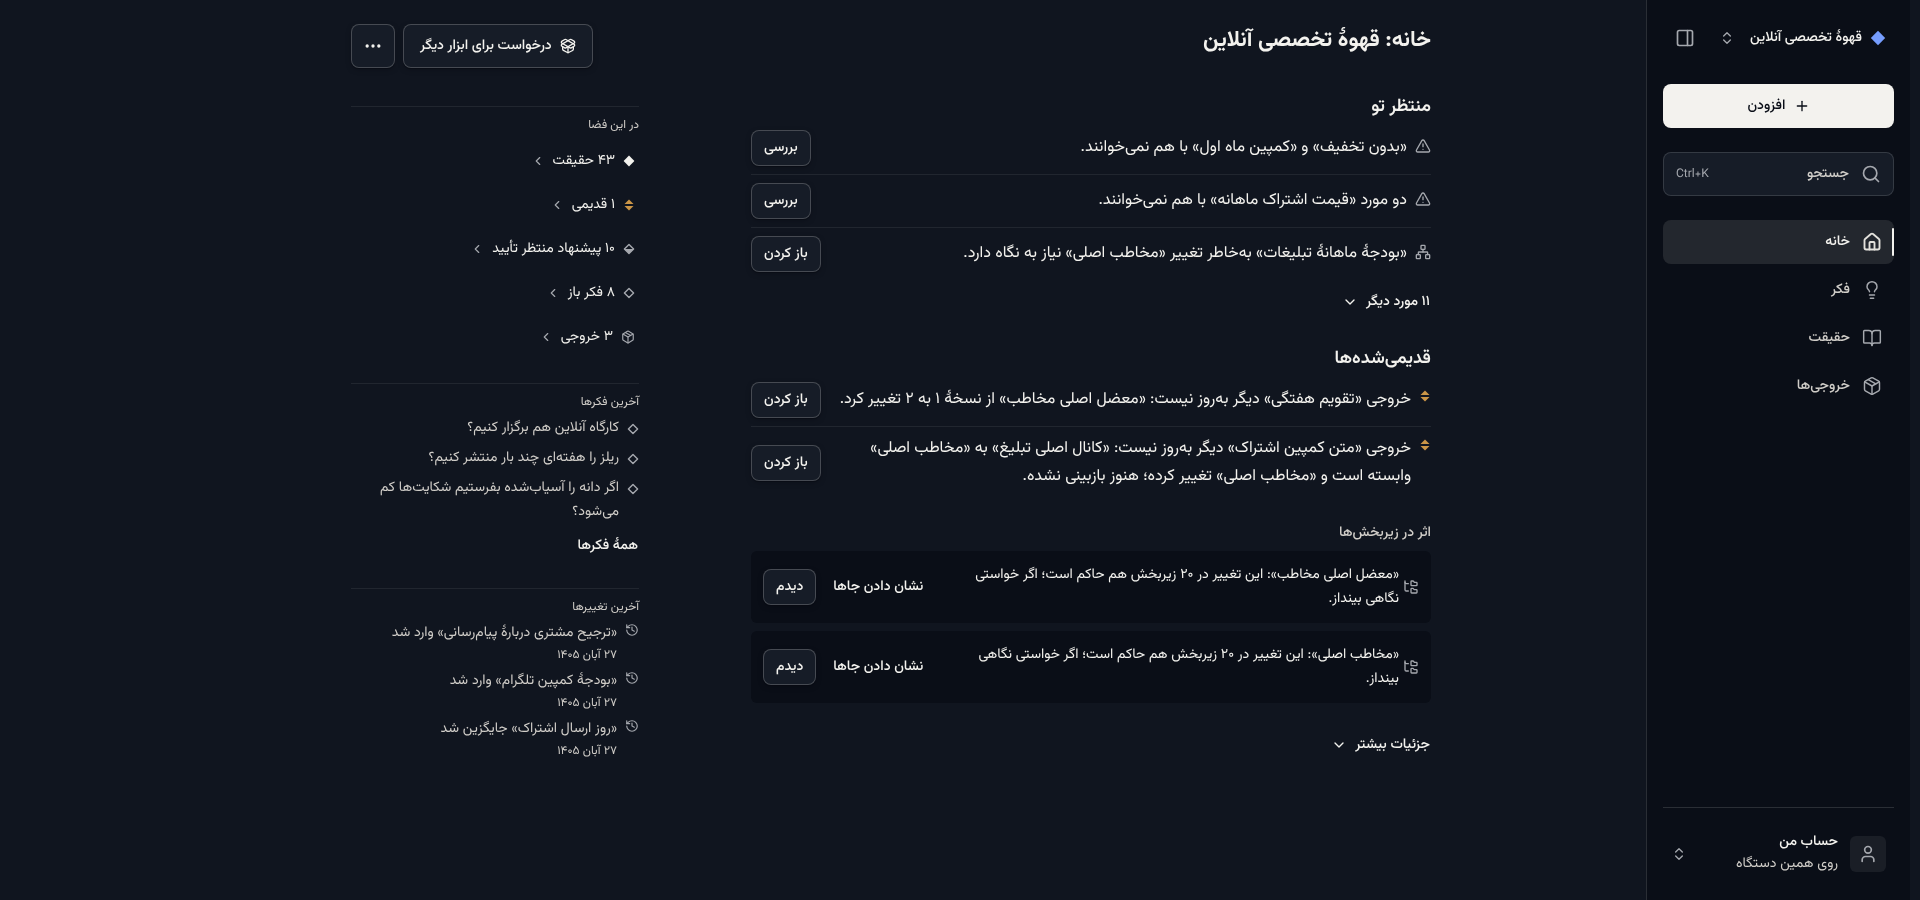 قهوهٔ تخصصی آنلاین
افزودن
جستجو
Ctrl+K
خانه
فکر
حقیقت
خروجی‌ها
حساب من
روی همین دستگاه
خانه: قهوهٔ تخصصی آنلاین
درخواست برای ابزار دیگر
منتظر تو
«بدون تخفیف» و «کمپین ماه اول» با هم نمی‌خوانند.
بررسی
دو مورد «قیمت اشتراک ماهانه» با هم نمی‌خوانند.
بررسی
«بودجهٔ ماهانهٔ تبلیغات» به‌خاطر تغییر «مخاطب اصلی» نیاز به نگاه دارد.
باز کردن
۱۱ مورد دیگر
قدیمی‌شده‌ها
خروجی «تقویم هفتگی» دیگر به‌روز نیست: «معضل اصلی مخاطب» از نسخهٔ ۱ به ۲ تغییر کرد.
باز کردن
خروجی «متن کمپین اشتراک» دیگر به‌روز نیست: «کانال اصلی تبلیغ» به «مخاطب اصلی»
وابسته است و «مخاطب اصلی» تغییر کرده؛ هنوز بازبینی نشده.
باز کردن
اثر در زیربخش‌ها
«معضل اصلی مخاطب»: این تغییر در ۲۰ زیربخش هم حاکم است؛ اگر خواستی
نگاهی بینداز.
نشان دادن جاها
دیدم
«مخاطب اصلی»: این تغییر در ۲۰ زیربخش هم حاکم است؛ اگر خواستی نگاهی
بینداز.
نشان دادن جاها
دیدم
جزئیات بیشتر
در این فضا
۴۳ حقیقت
۱ قدیمی
۱۰ پیشنهاد منتظر تأیید
۸ فکر باز
۳ خروجی
آخرین فکرها
کارگاه آنلاین هم برگزار کنیم؟
ریلز را هفته‌ای چند بار منتشر کنیم؟
اگر دانه را آسیاب‌شده بفرستیم شکایت‌ها کم
می‌شود؟
همهٔ فکرها
آخرین تغییرها
«ترجیح مشتری دربارهٔ پیام‌رسانی» وارد شد
۲۷ آبان ۱۴۰۵
«بودجهٔ کمپین تلگرام» وارد شد
۲۷ آبان ۱۴۰۵
«روز ارسال اشتراک» جایگزین شد
۲۷ آبان ۱۴۰۵